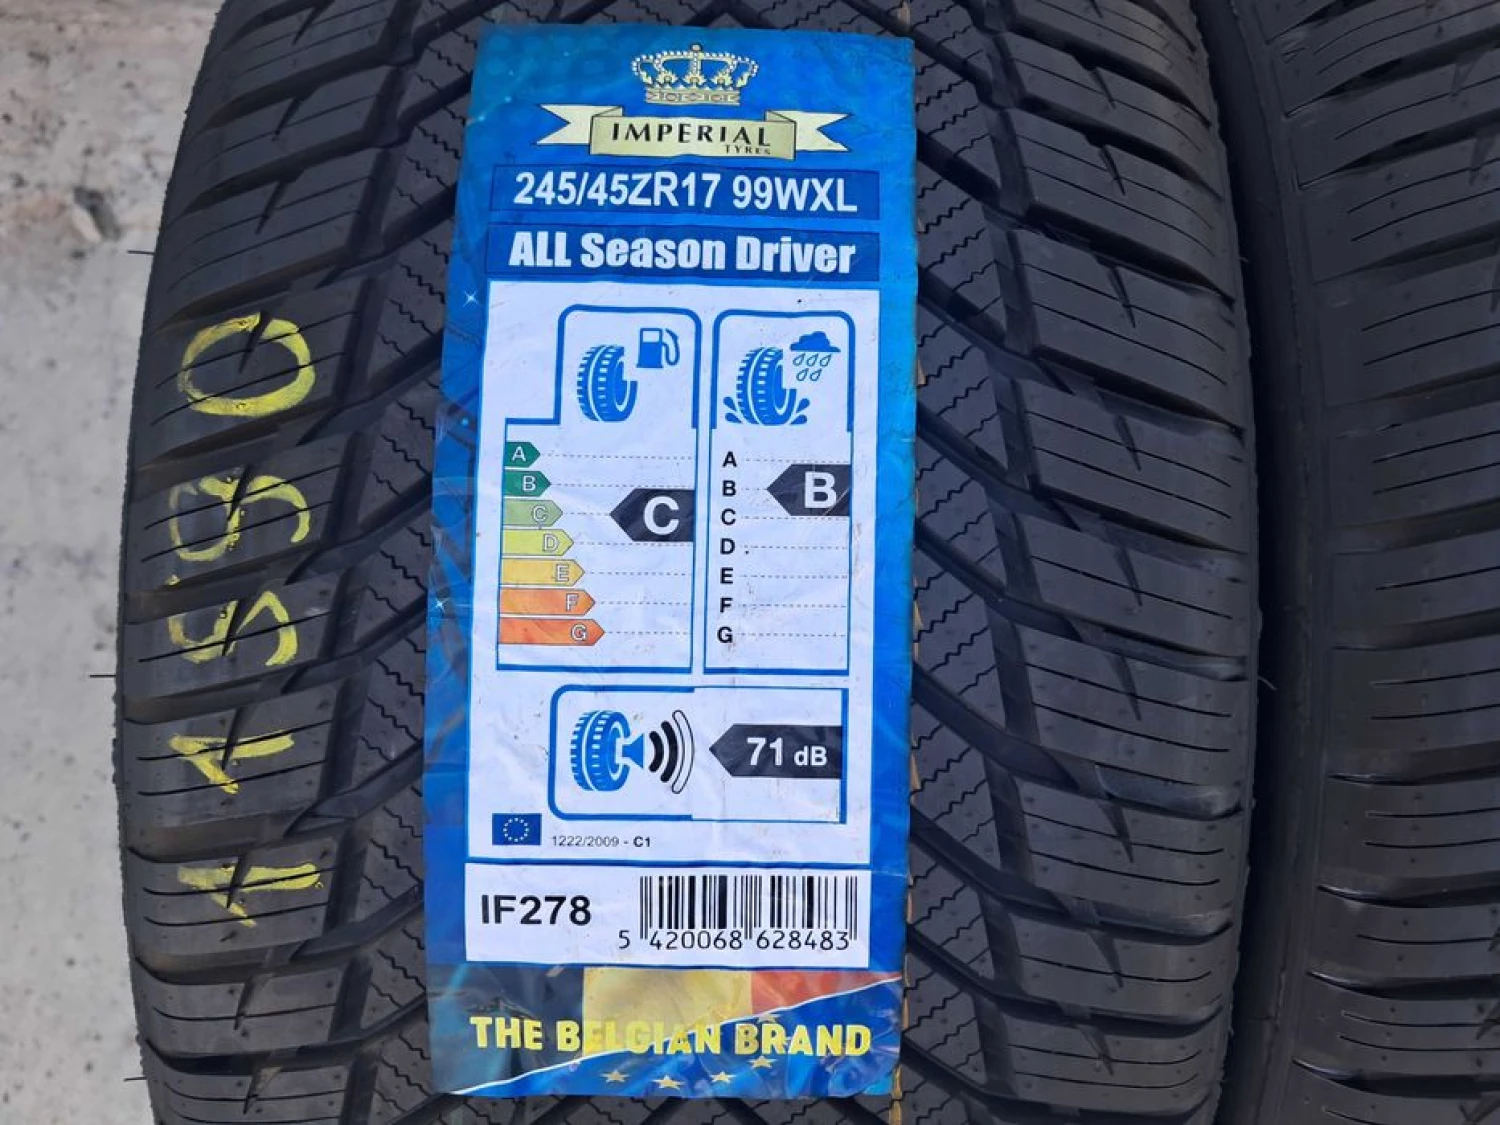 IMPERIAL
TYRES
245/45ZR17 99WXL
ALL Season Driver
A
B
C
D
E
F
G
C
A
B
C
D
E
F
G
B
71 dB
1222/2009 - C1
IF278
5 420068 628483
THE BELGIAN BRAND